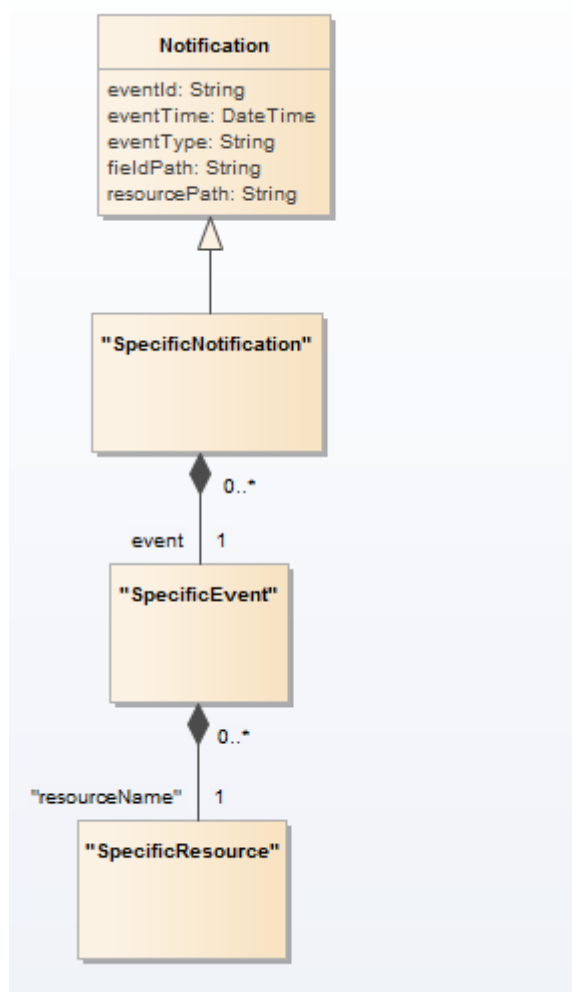 Notification
eventId: String
eventTime: DateTime
eventType: String
fieldPath: String
resourcePath: String
"SpecificNotification"
0..*
event 1
"SpecificEvent"
0..*
"resourceName" 1
"SpecificResource"